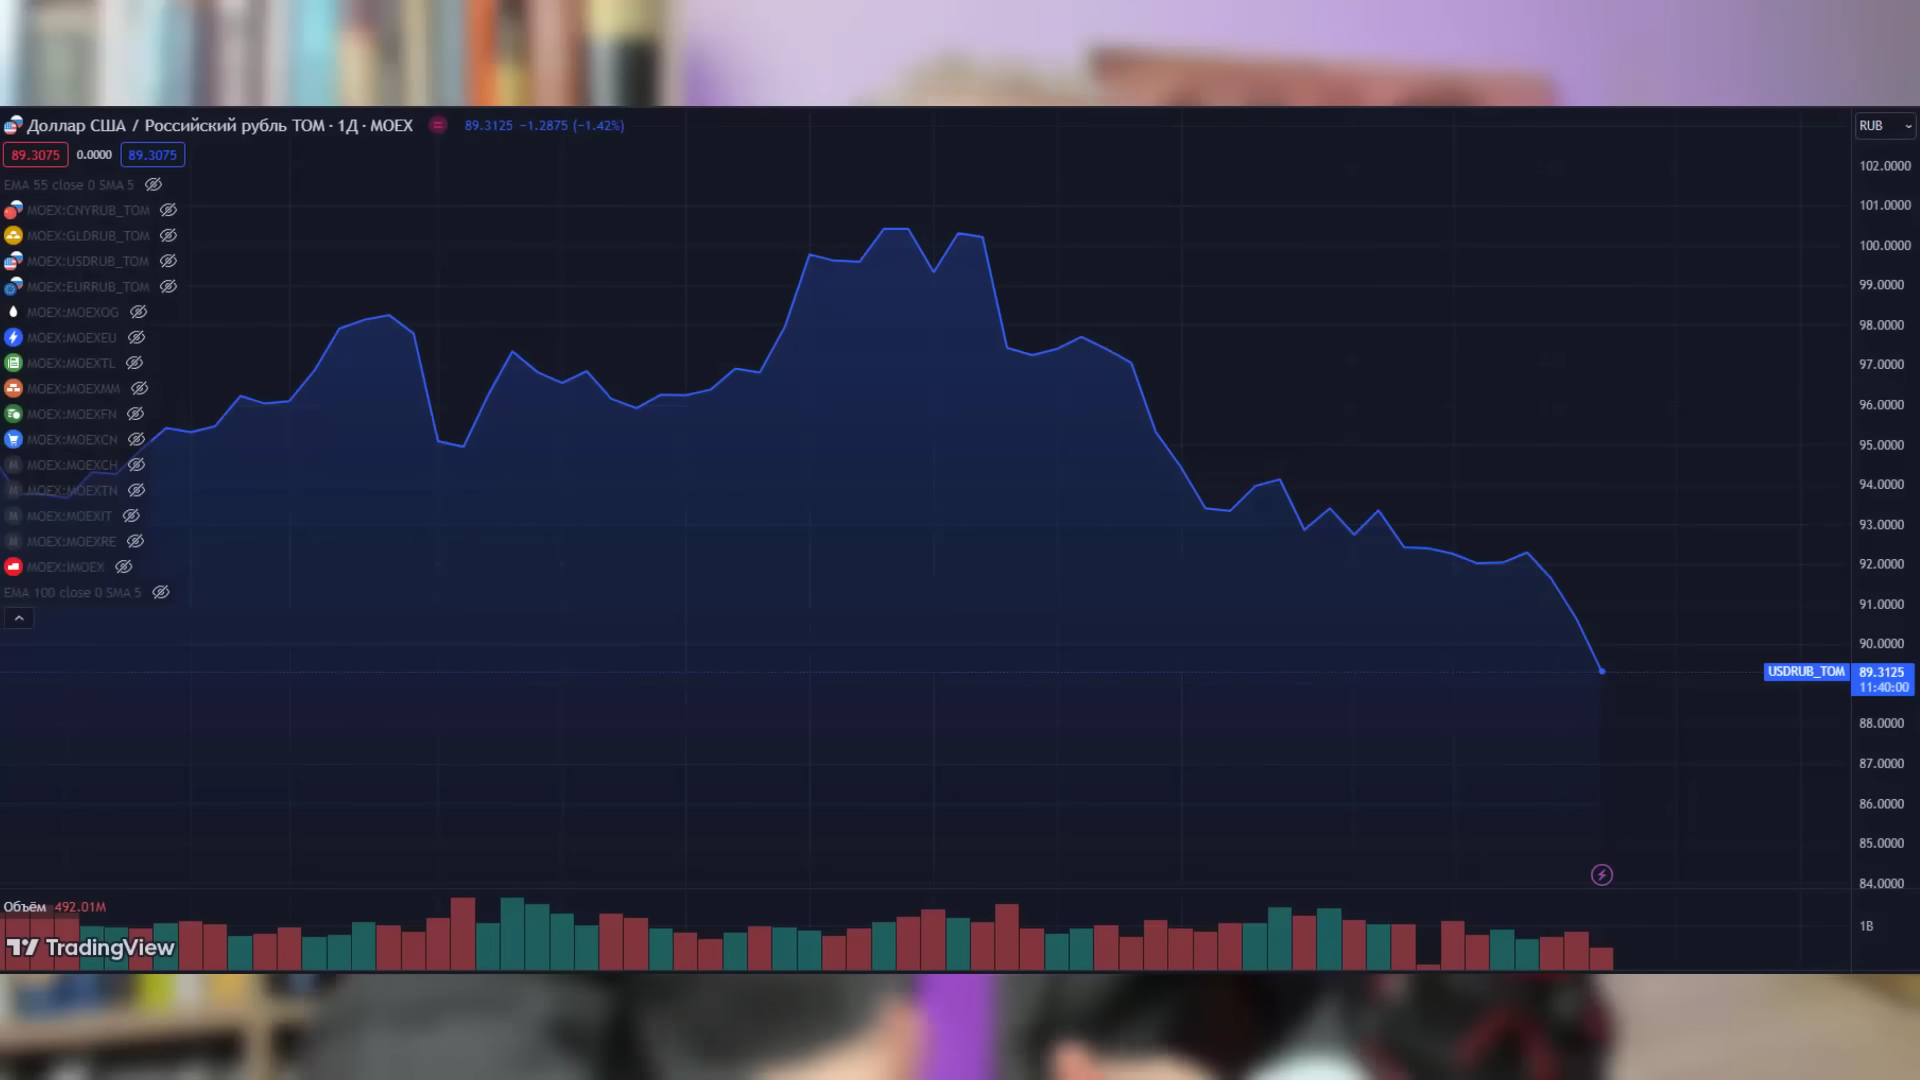 Доллар США / Российский рубль TOM · 1Д · MOEX 89.3125 −1.2875 (−1.42%)
RUB
89.3075 0.0000 89.3075
EMA 55 close 0 SMA 5
MOEX:CNYRUB_TOM
MOEX:GLDRUB_TOM
MOEX:USDRUB_TOM
MOEX:EURRUB_TOM
MOEX:MOEXOG
MOEX:MOEXEU
MOEX:MOEXTL
MOEX:MOEXMM
MOEX:MOEXFN
MOEX:MOEXCN
MOEX:MOEXCH
MOEX:MOEXTN
MOEX:MOEXIT
MOEX:MOEXRE
MOEX:IMOEX
EMA 100 close 0 SMA 5
102.0000
101.0000
100.0000
99.0000
98.0000
97.0000
96.0000
95.0000
94.0000
93.0000
92.0000
91.0000
90.0000
USDRUB_TOM 89.3125
11:40:00
88.0000
87.0000
86.0000
85.0000
84.0000
Объём 492.01M
1B
TradingView